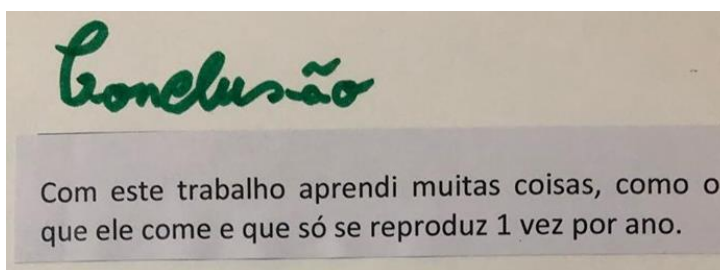 Conclusão
Com este trabalho aprendi muitas coisas, como o
que ele come e que só se reproduz 1 vez por ano.